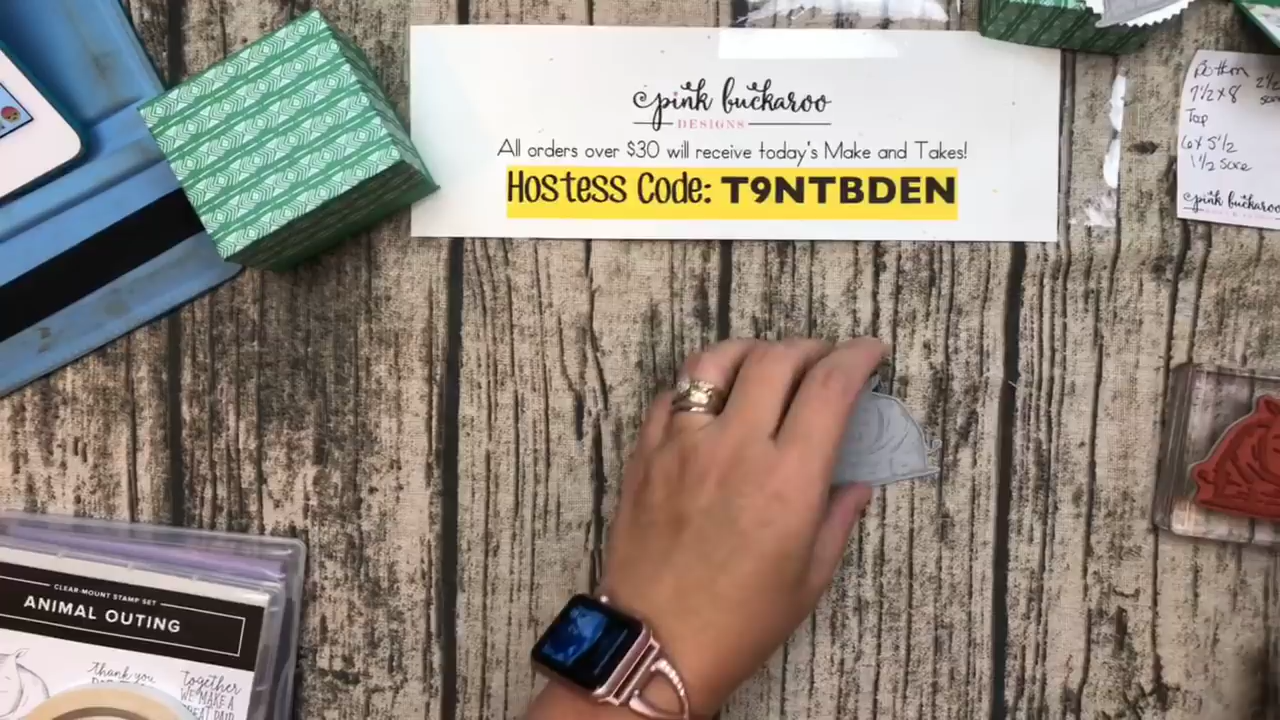 pink buckaroo
DESIGNS
All orders over $30 will receive today's Make and Takes!
Hostess Code: T9NTBDEN
Bottom
7 1/2 x 8
Top
6 x 5 1/2
1 1/2 Score
pink buckaroo
CLEAR-MOUNT STAMP SET
ANIMAL OUTING
Thank you
together
WE MAKE A